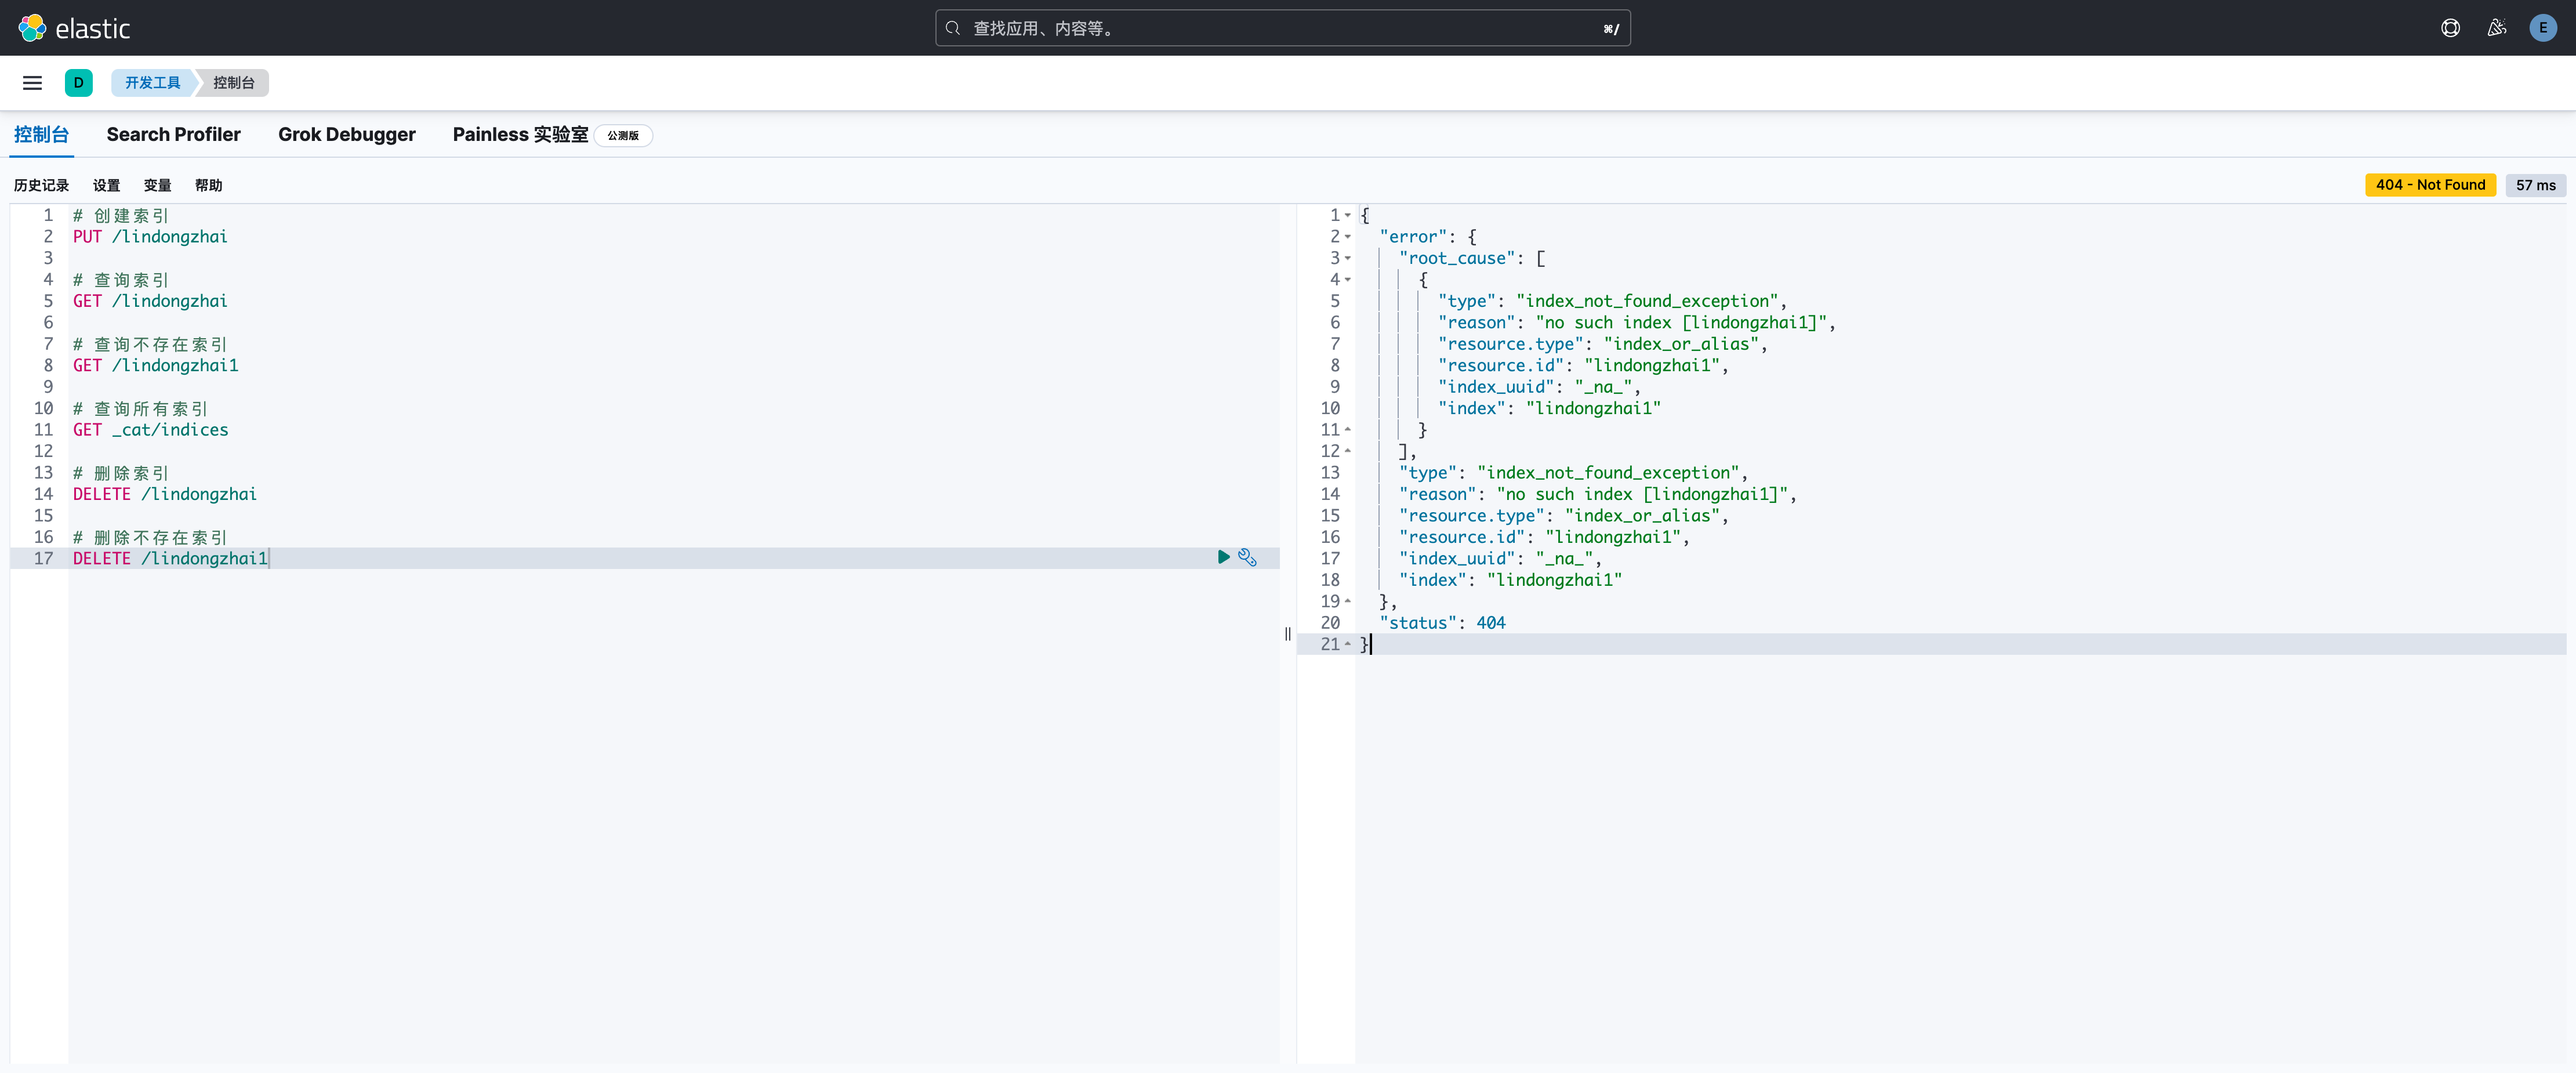 elastic
查找应用、内容等。
⌘/
E
D
开发工具
控制台
控制台
Search Profiler
Grok Debugger
Painless 实验室
公测版
历史记录
设置
变量
帮助
404 - Not Found
57 ms
1 # 创建索引
2 PUT /lindongzhai
3
4 # 查询索引
5 GET /lindongzhai
6
7 # 查询不存在索引
8 GET /lindongzhai1
9
10 # 查询所有索引
11 GET _cat/indices
12
13 # 删除索引
14 DELETE /lindongzhai
15
16 # 删除不存在索引
17 DELETE /lindongzhai1
1 {
2 "error": {
3 "root_cause": [
4 {
5 "type": "index_not_found_exception",
6 "reason": "no such index [lindongzhai1]",
7 "resource.type": "index_or_alias",
8 "resource.id": "lindongzhai1",
9 "index_uuid": "_na_",
10 "index": "lindongzhai1"
11 }
12 ],
13 "type": "index_not_found_exception",
14 "reason": "no such index [lindongzhai1]",
15 "resource.type": "index_or_alias",
16 "resource.id": "lindongzhai1",
17 "index_uuid": "_na_",
18 "index": "lindongzhai1"
19 },
20 "status": 404
21 }